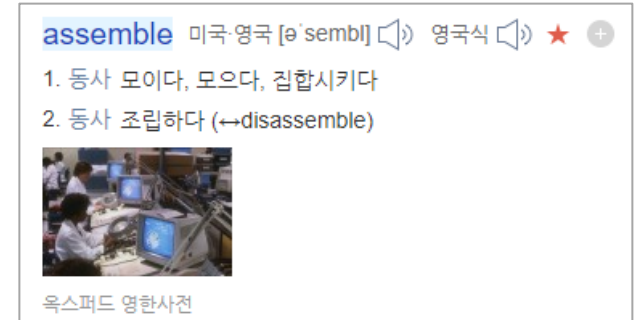 assemble 미국∙영국 [əˈsembl] 영국식
1. 동사 모이다, 모으다, 집합시키다
2. 동사 조립하다 (↔disassemble)
옥스퍼드 영한사전